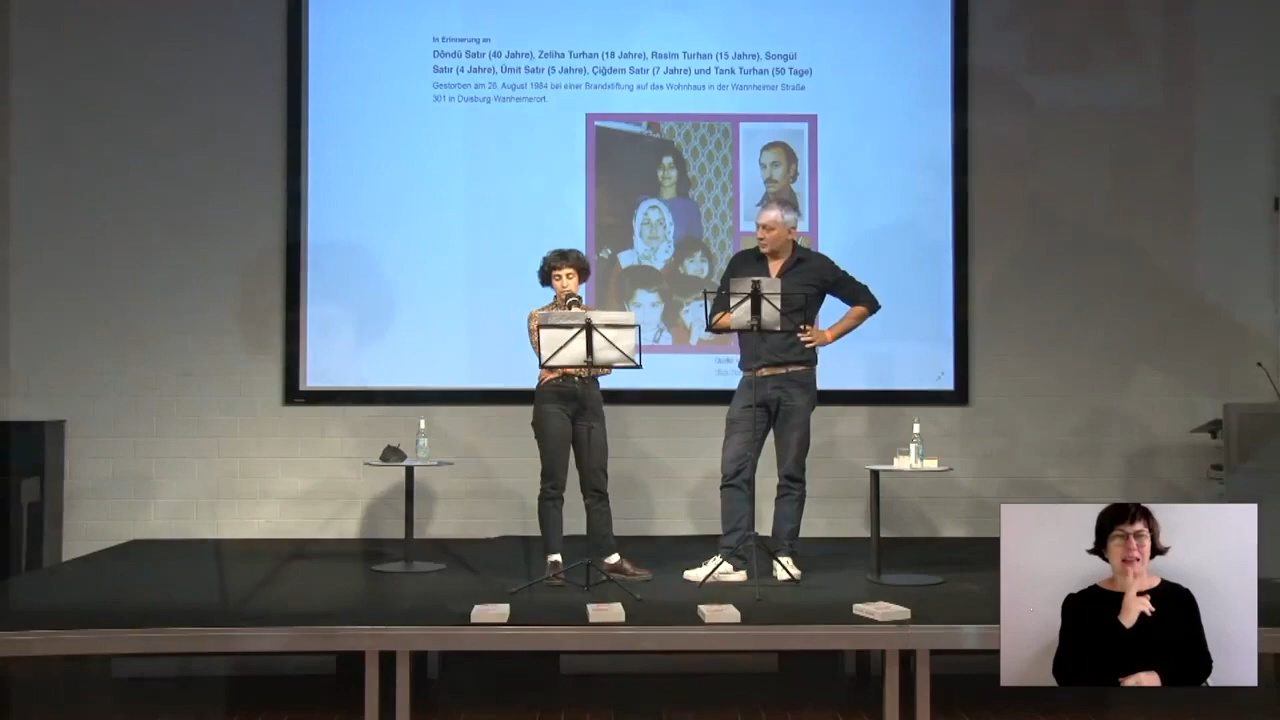 In Erinnerung an
Döndü Satır (40 Jahre), Zeliha Turhan (18 Jahre), Rasim Turhan (15 Jahre), Songül
Satır (4 Jahre), Ümit Satır (5 Jahre), Çiğdem Satır (7 Jahre) und Tarık Turhan (50 Tage)
Gestorben am 26. August 1984 bei einer Brandstiftung auf das Wohnhaus in der Wannheimer Straße
301 in Duisburg-Wanheimerort.